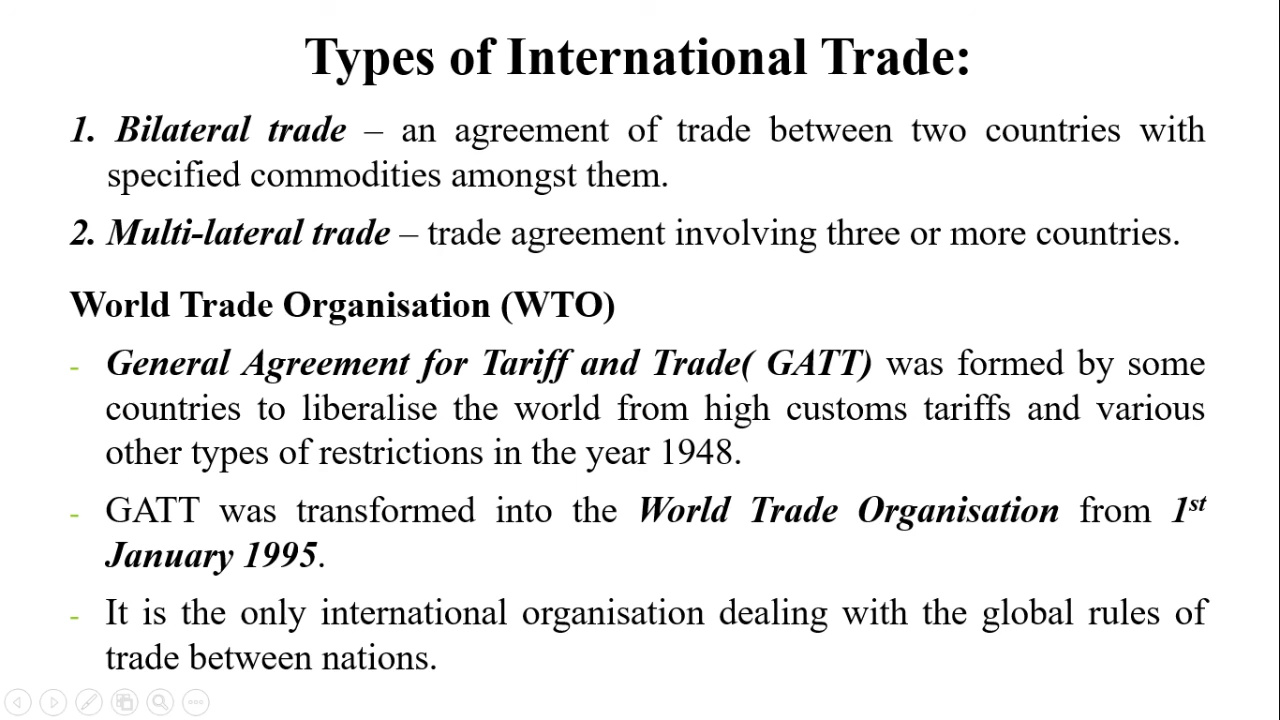 Types of International Trade:
1. Bilateral trade – an agreement of trade between two countries with
specified commodities amongst them.
2. Multi-lateral trade – trade agreement involving three or more countries.
World Trade Organisation (WTO)
- General Agreement for Tariff and Trade( GATT) was formed by some
countries to liberalise the world from high customs tariffs and various
other types of restrictions in the year 1948.
- GATT was transformed into the World Trade Organisation from 1st
January 1995.
- It is the only international organisation dealing with the global rules of
trade between nations.